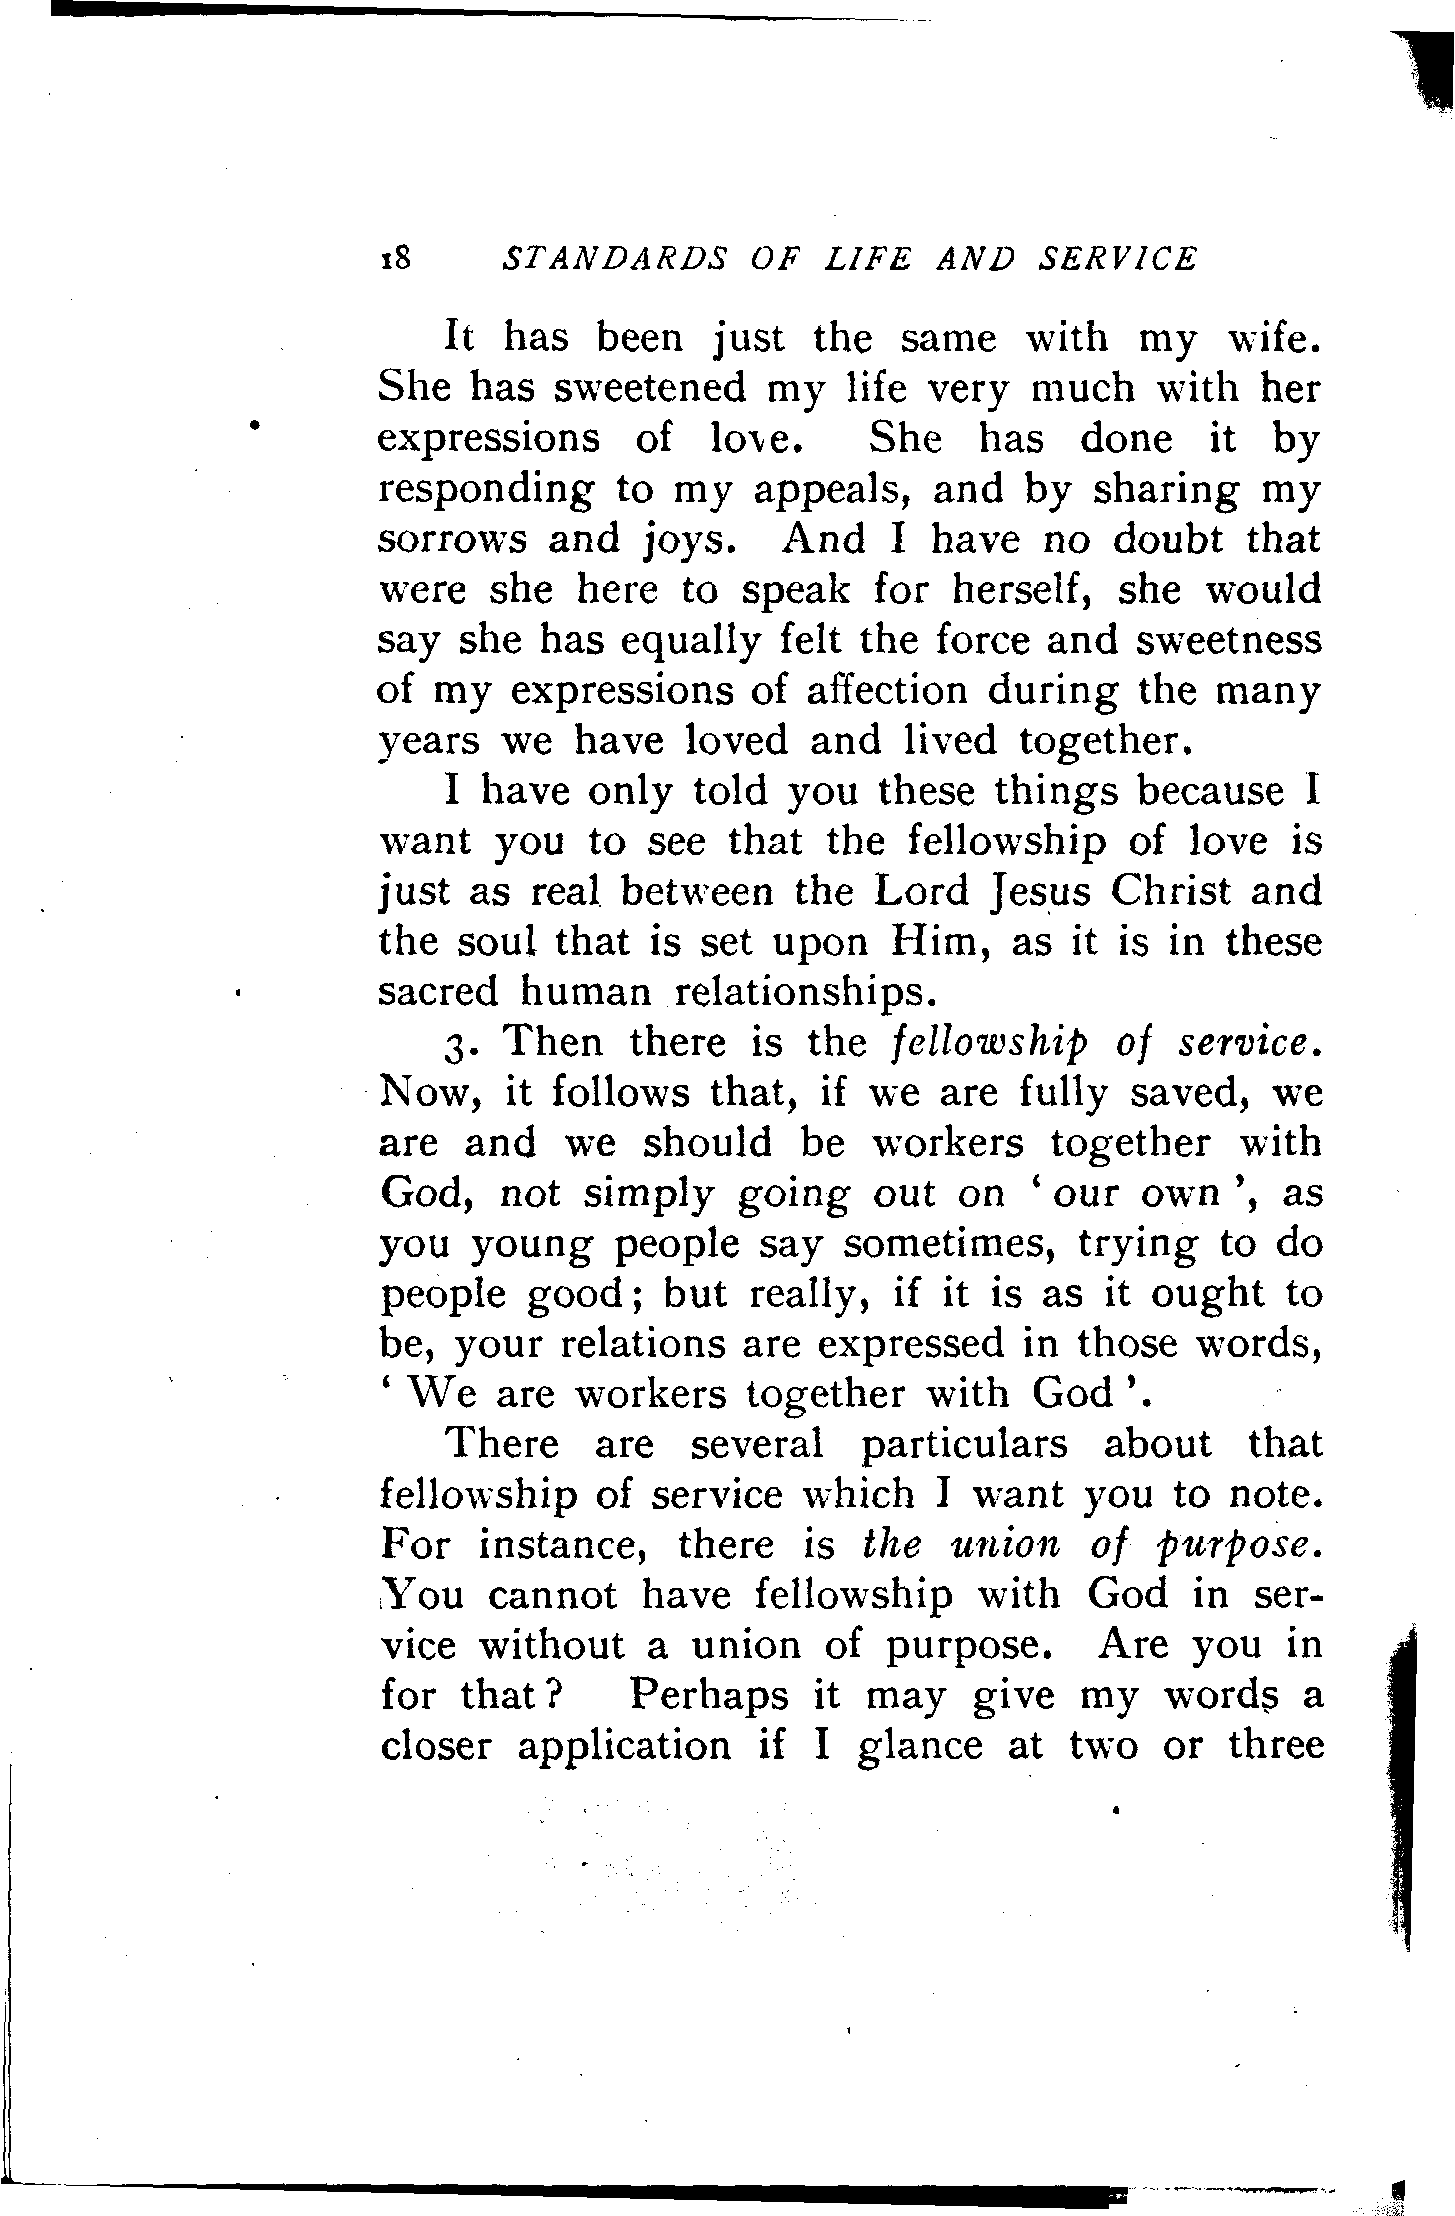 18 STANDARDS OF LIFE AND SERVICE
It has been just the same with my wife.
She has sweetened my life very much with her
expressions of love. She has done it by
responding to my appeals, and by sharing my
sorrows and joys. And I have no doubt that
were she here to speak for herself, she would
say she has equally felt the force and sweetness
of my expressions of affection during the many
years we have loved and lived together.
I have only told you these things because I
want you to see that the fellowship of love is
just as real between the Lord Jesus Christ and
the soul that is set upon Him, as it is in these
sacred human relationships.
3. Then there is the fellowship of service.
Now, it follows that, if we are fully saved, we
are and we should be workers together with
God, not simply going out on ‘ our own ’, as
you young people say sometimes, trying to do
people good; but really, if it is as it ought to
be, your relations are expressed in those words,
‘ We are workers together with God ’.
There are several particulars about that
fellowship of service which I want you to note.
For instance, there is the union of purpose.
You cannot have fellowship with God in ser-
vice without a union of purpose. Are you in
for that? Perhaps it may give my words a
closer application if I glance at two or three